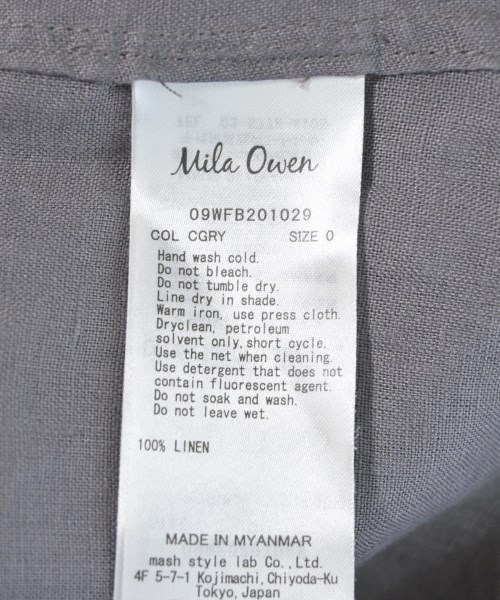 Mila Owen
09WFB201029
COL CGRY SIZE 0
Hand wash cold.
Do not bleach.
Do not tumble dry.
Line dry in shade.
Warm iron, use press cloth.
Dryclean, petroleum
solvent only,short cycle.
Use the net when cleaning.
Use detergent that does not
contain fluorescent agent.
Do not soak and wash.
Do not leave wet.
100% LINEN
MADE IN MYANMAR
mash style lab Co.,Ltd.
4F 5-7-1 Kojimachi,Chiyoda-Ku
Tokyo,Japan